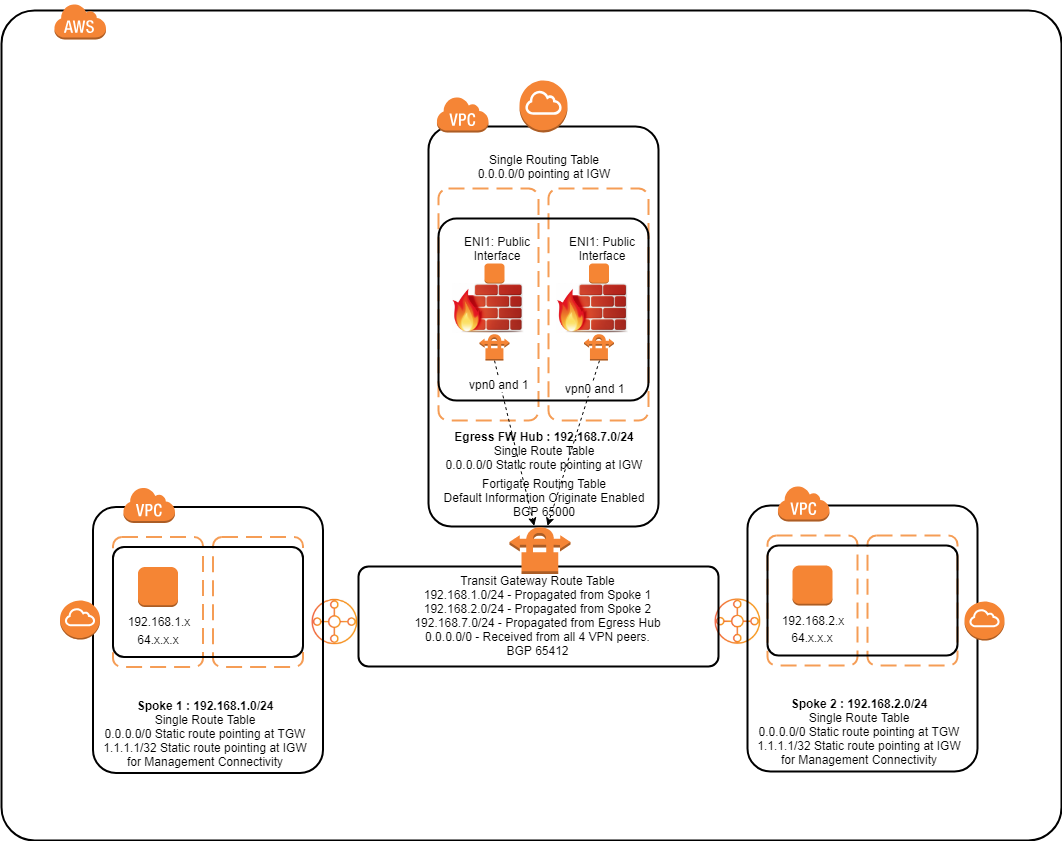 AWS
VPC
Single Routing Table
0.0.0.0/0 pointing at IGW
ENI1: Public
Interface
ENI1: Public
Interface
vpn0 and 1
vpn0 and 1
Egress FW Hub : 192.168.7.0/24
Single Route Table
0.0.0.0/0 Static route pointing at IGW
Fortigate Routing Table
Default Information Originate Enabled
BGP 65000
VPC
192.168.1.x
64.x.x.x
Spoke 1 : 192.168.1.0/24
Single Route Table
0.0.0.0/0 Static route pointing at TGW
1.1.1.1/32 Static route pointing at IGW
for Management Connectivity
Transit Gateway Route Table
192.168.1.0/24 - Propagated from Spoke 1
192.168.2.0/24 - Propagated from Spoke 2
192.168.7.0/24 - Propagated from Egress Hub
0.0.0.0/0 - Received from all 4 VPN peers.
BGP 65412
VPC
192.168.2.x
64.x.x.x
Spoke 2 : 192.168.2.0/24
Single Route Table
0.0.0.0/0 Static route pointing at TGW
1.1.1.1/32 Static route pointing at IGW
for Management Connectivity